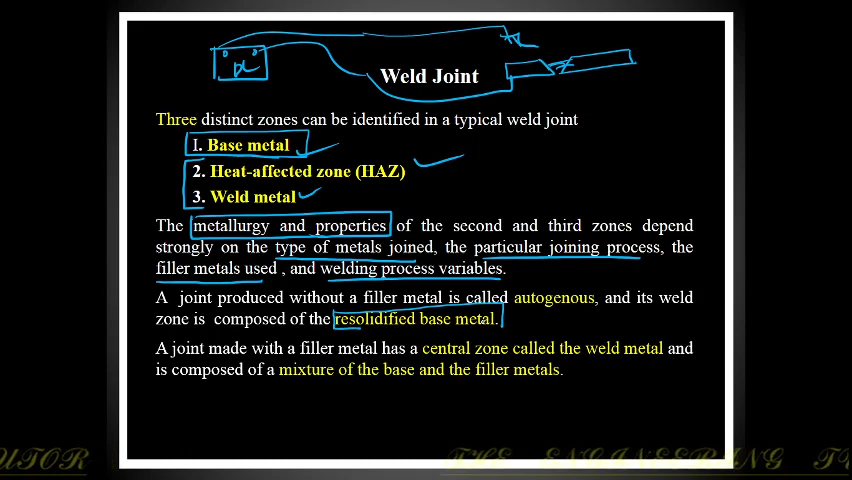 Weld Joint
Three distinct zones can be identified in a typical weld joint
1. Base metal
2. Heat-affected zone (HAZ)
3. Weld metal
The metallurgy and properties of the second and third zones depend
strongly on the type of metals joined, the particular joining process, the
filler metals used , and welding process variables.
A joint produced without a filler metal is called autogenous, and its weld
zone is composed of the resolidified base metal.
A joint made with a filler metal has a central zone called the weld metal and
is composed of a mixture of the base and the filler metals.
UTOR THE ENGINEERING TU